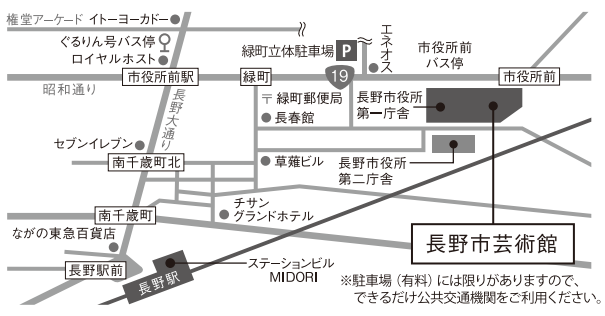 権堂アーケード イトーヨーカドー
ぐるりん号バス停
ロイヤルホスト
緑町立体駐車場 P
エネオス
市役所前
バス停
19
市役所前駅
緑町
市役所前
昭和通り
長野大通り
〒緑町郵便局
長春館
長野市役所
第一庁舎
セブンイレブン
南千歳町北
草薙ビル
長野市役所
第二庁舎
チサン
グランドホテル
南千歳町
ながの東急百貨店
長野駅前
長野駅
ステーションビル
MIDORI
長野市芸術館
※駐車場（有料）には限りがありますので、
できるだけ公共交通機関をご利用ください。